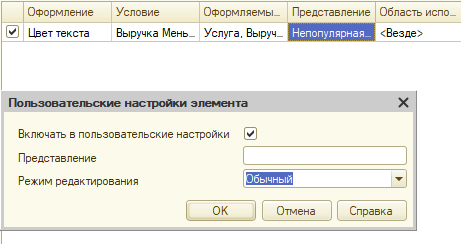 Оформление Условие Оформляемы... Представление Область испо...
Цвет текста Выручка Мень... Услуга, Выруч... Непопулярная... <Везде>
Пользовательские настройки элемента
Включать в пользовательские настройки
Представление
Режим редактирования Обычный
OK Отмена Справка